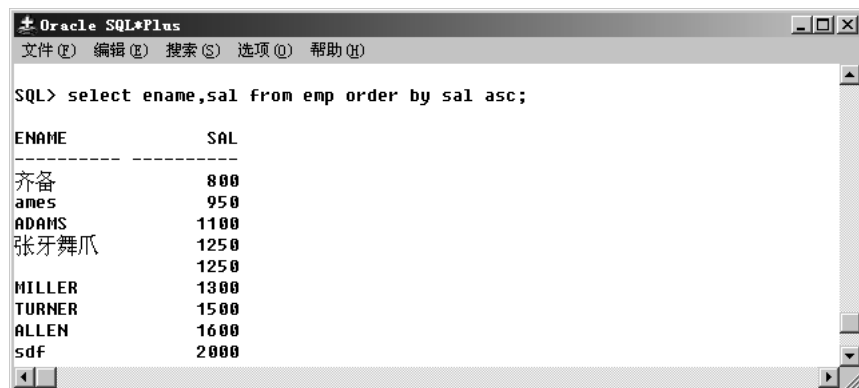 Oracle SQL*Plus
文件(F) 编辑(E) 搜索(S) 选项(O) 帮助(H)
SQL> select ename,sal from emp order by sal asc;
ENAME             SAL
---------- ----------
齐备              800
ames              950
ADAMS            1100
张牙舞爪         1250
                 1250
MILLER           1300
TURNER           1500
ALLEN            1600
sdf              2000